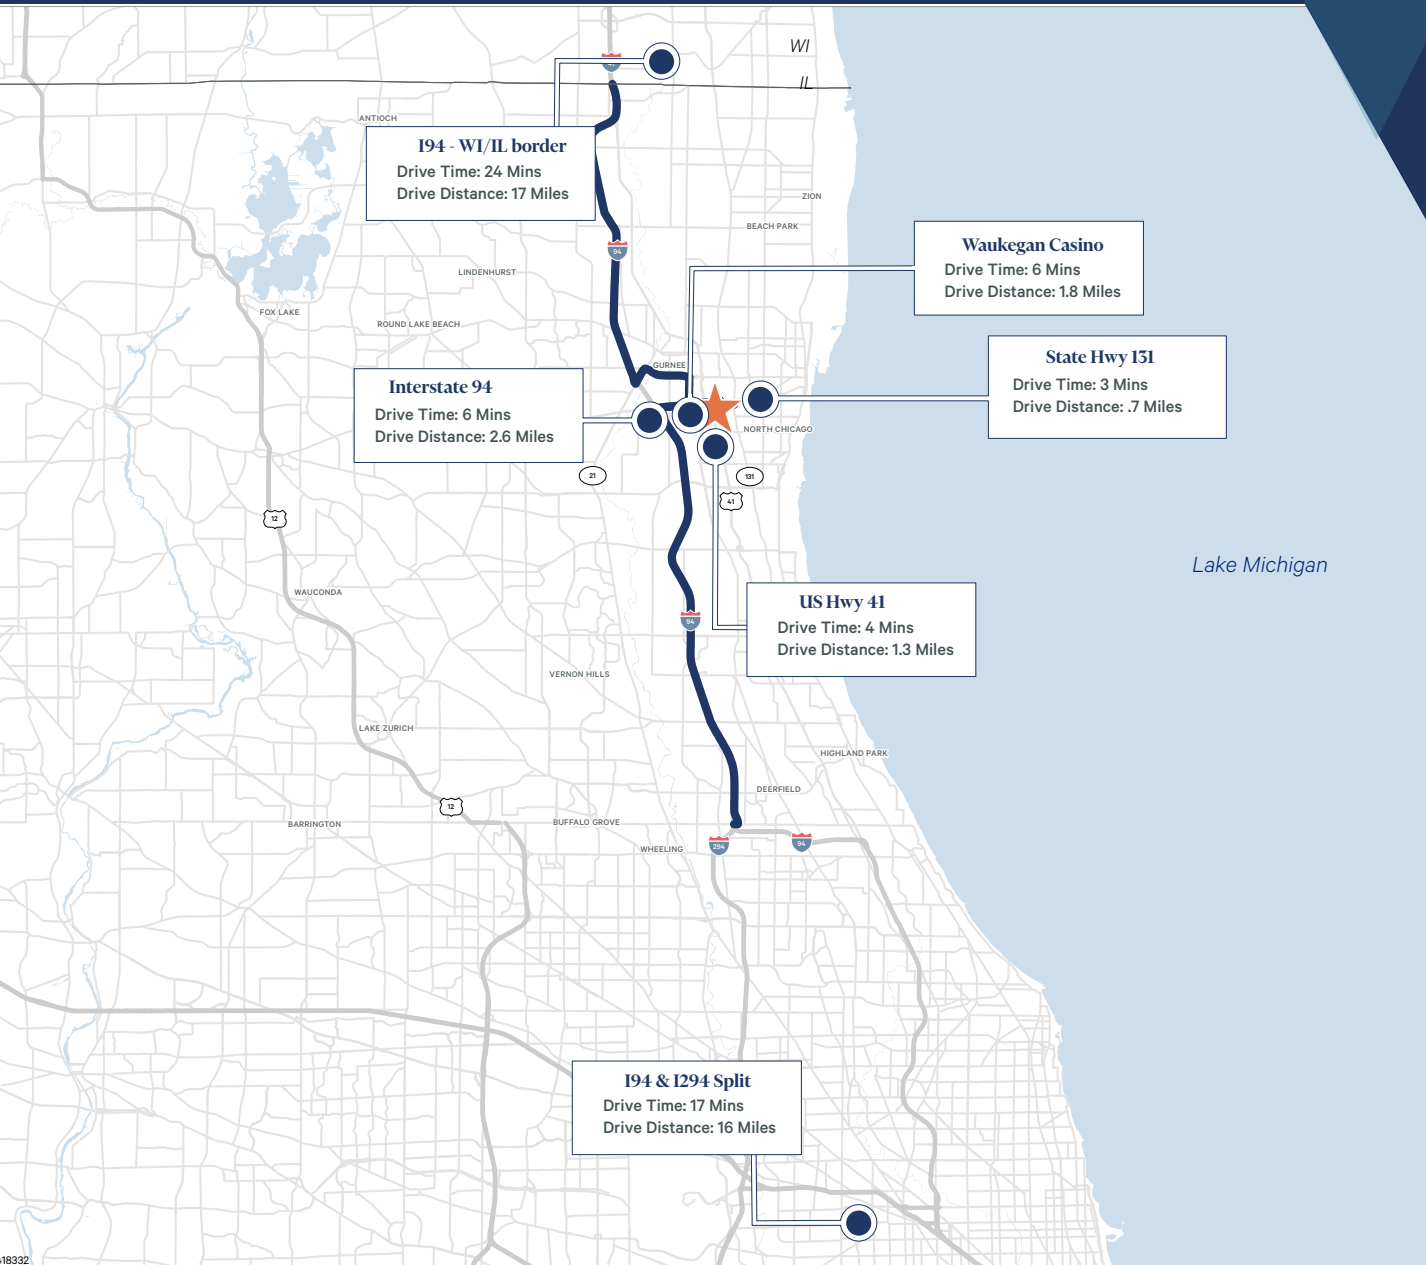 WI
IL
ANTIOCH
I94 - WI/IL border
Drive Time: 24 Mins
Drive Distance: 17 Miles
ZION
BEACH PARK
94
Waukegan Casino
Drive Time: 6 Mins
Drive Distance: 1.8 Miles
LINDENHURST
FOX LAKE
ROUND LAKE BEACH
State Hwy 131
Drive Time: 3 Mins
Drive Distance: .7 Miles
GURNEE
Interstate 94
Drive Time: 6 Mins
Drive Distance: 2.6 Miles
NORTH CHICAGO
21
131
41
12
Lake Michigan
WAUCONDA
US Hwy 41
Drive Time: 4 Mins
Drive Distance: 1.3 Miles
94
VERNON HILLS
LAKE ZURICH
HIGHLAND PARK
DEERFIELD
12
BARRINGTON
BUFFALO GROVE
WHEELING
294
94
I94 & I294 Split
Drive Time: 17 Mins
Drive Distance: 16 Miles
18332